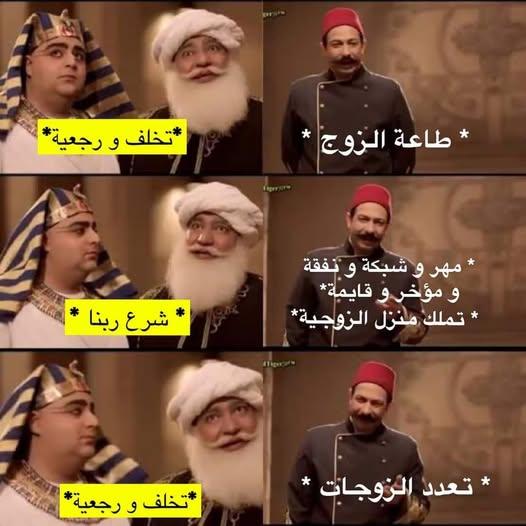 * طاعة الزوج *
*تخلف و رجعية*
* مهر و شبكة و نفقة
و مؤخر و قايمة*
* تملك منزل الزوجية*
* شرع ربنا *
* تعدد الزوجات *
*تخلف و رجعية*